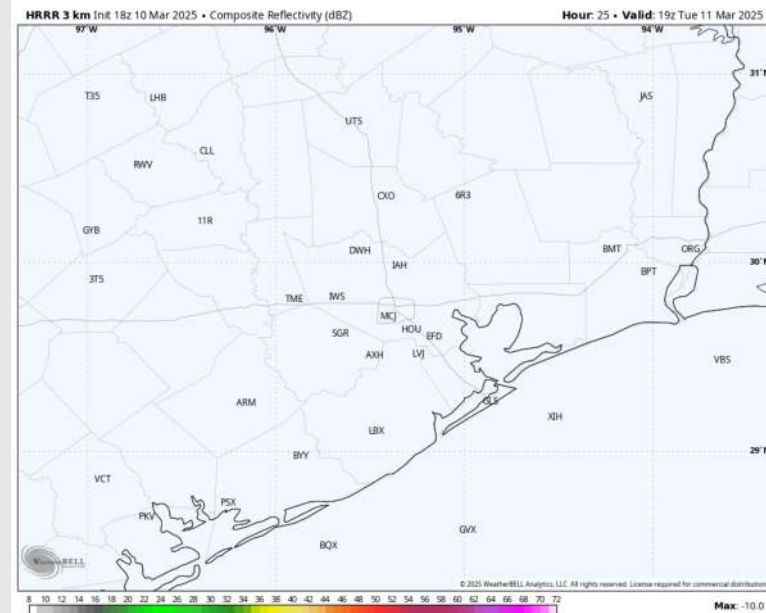 HRRR 3 km Init 18z 10 Mar 2025 • Composite Reflectivity (dBZ) Hour: 25 • Valid: 19z Tue 11 Mar 2025
97°W 96°W 95°W 94°W
31°N
T35 LHB JAS
UTS
CLL
RWV
CXO 6R3
11R
GYB
DWH BMT ORG
30°N
IAH BPT
3T5
TME IWS
MCJ
SGR HOU EFD
AXH LVJ VBS
ARM GLS
XIH
LBX
29°N
BYY
VCT
PSX
PKV
GVX
BQX
WeatherBELL
© 2025 WeatherBELL Analytics, LLC. All rights reserved. License required for commercial distribution
8 10 12 14 16 18 20 22 24 26 28 30 32 34 36 38 40 42 44 46 48 50 52 54 56 58 60 62 64 66 68 70 72
Max: -10.0